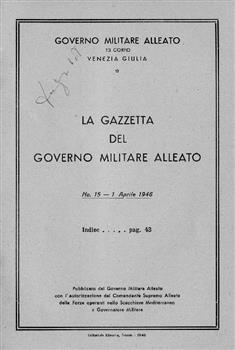 GOVERNO MILITARE ALLEATO
13 CORPO
VENEZIA GIULIA
LA GAZZETTA
DEL
GOVERNO MILITARE ALLEATO
No. 15 — 1 Aprile 1946
Indice . . . . . pag. 43
Pubblicata dal Governo Militare Alleato
con l'autorizzazione del Comandante Supremo Alleato
delle Forze operanti nello Scacchiere Mediterraneo
e Governatore Militare